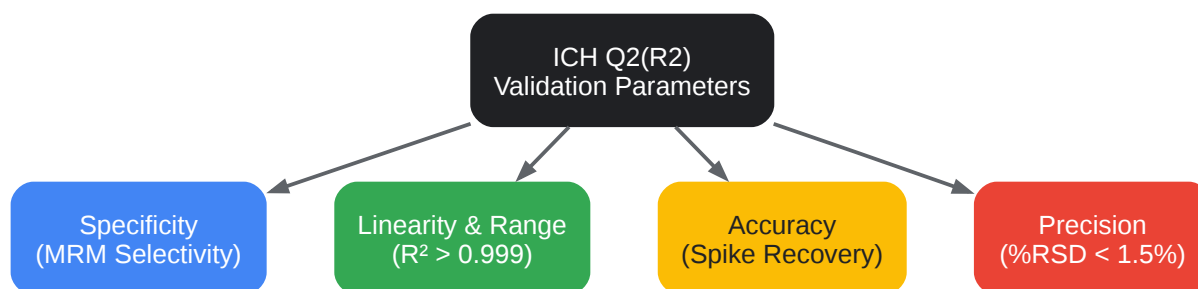 ICH Q2(R2)
Validation Parameters
Specificity
(MRM Selectivity)
Linearity & Range
(R² > 0.999)
Accuracy
(Spike Recovery)
Precision
(%RSD < 1.5%)